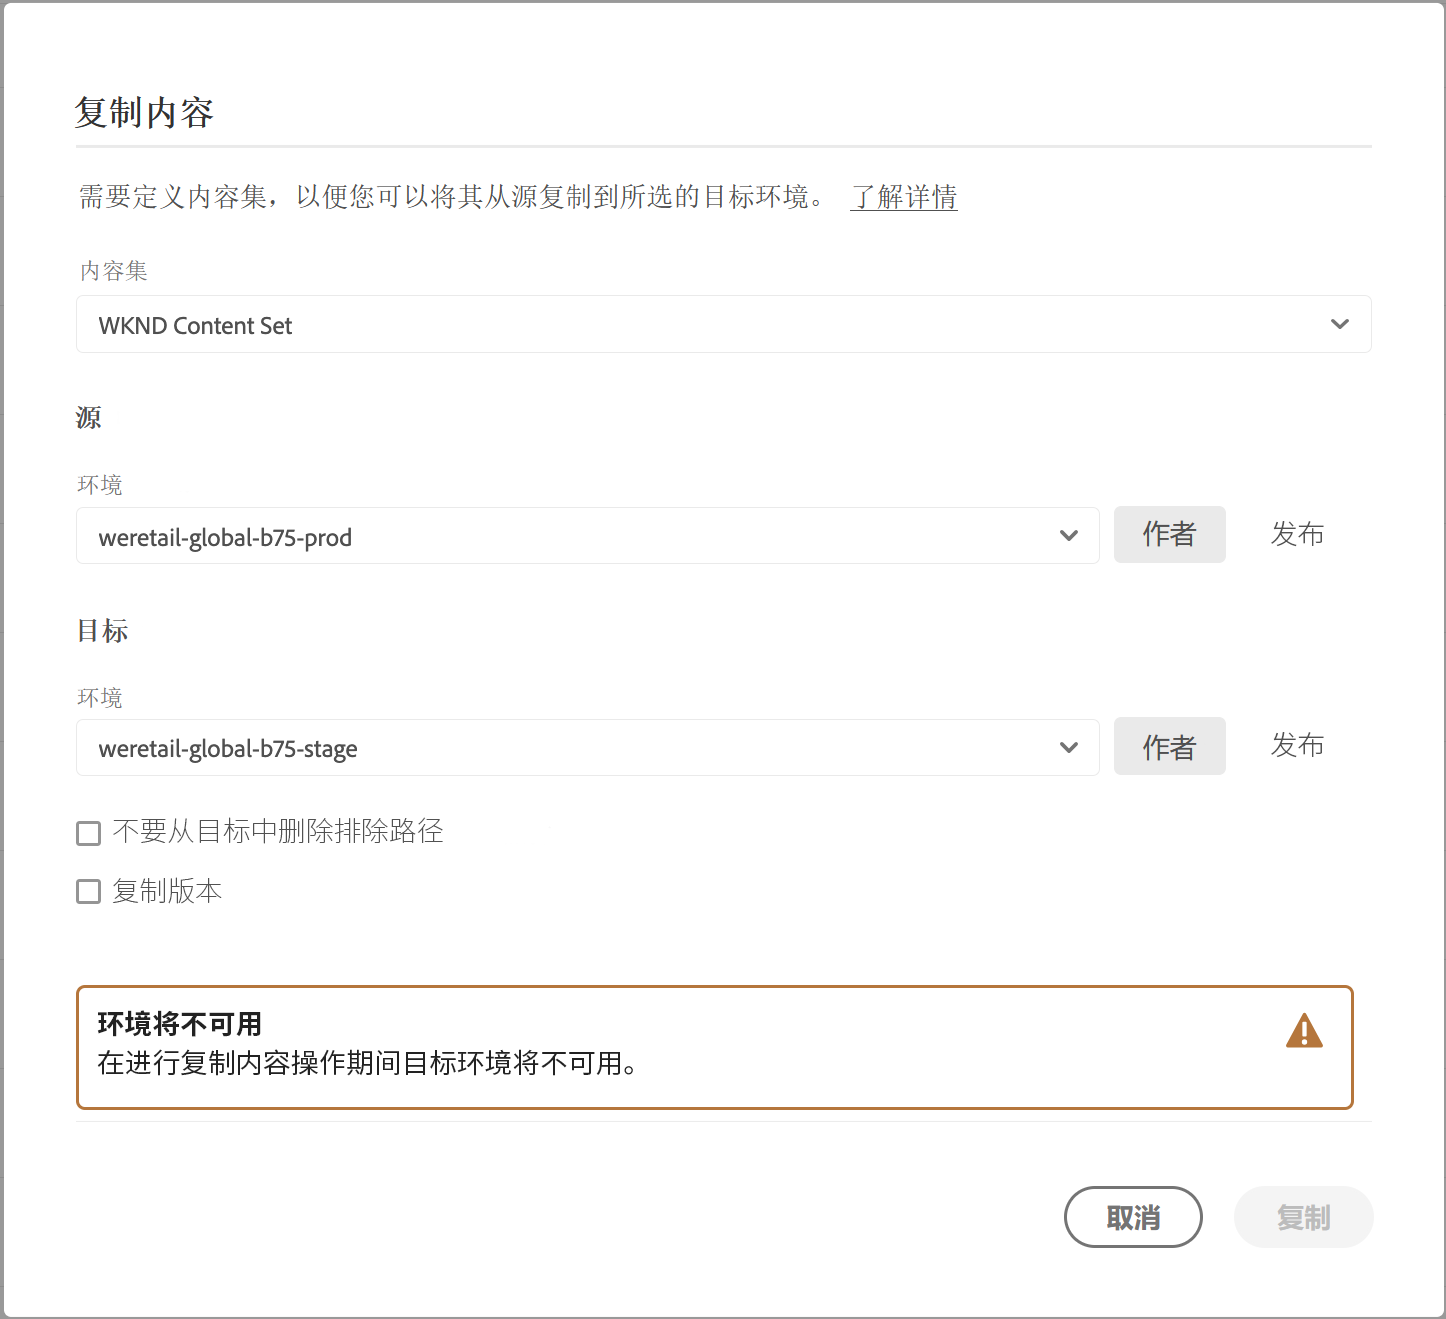 复制内容
需要定义内容集，以便您可以将其从源复制到所选的目标环境。 了解详情
内容集
WKND Content Set
源
环境
weretail-global-b75-prod 作者 发布
目标
环境
weretail-global-b75-stage 作者 发布
不要从目标中删除排除路径
复制版本
环境将不可用
在进行复制内容操作期间目标环境将不可用。
取消 复制